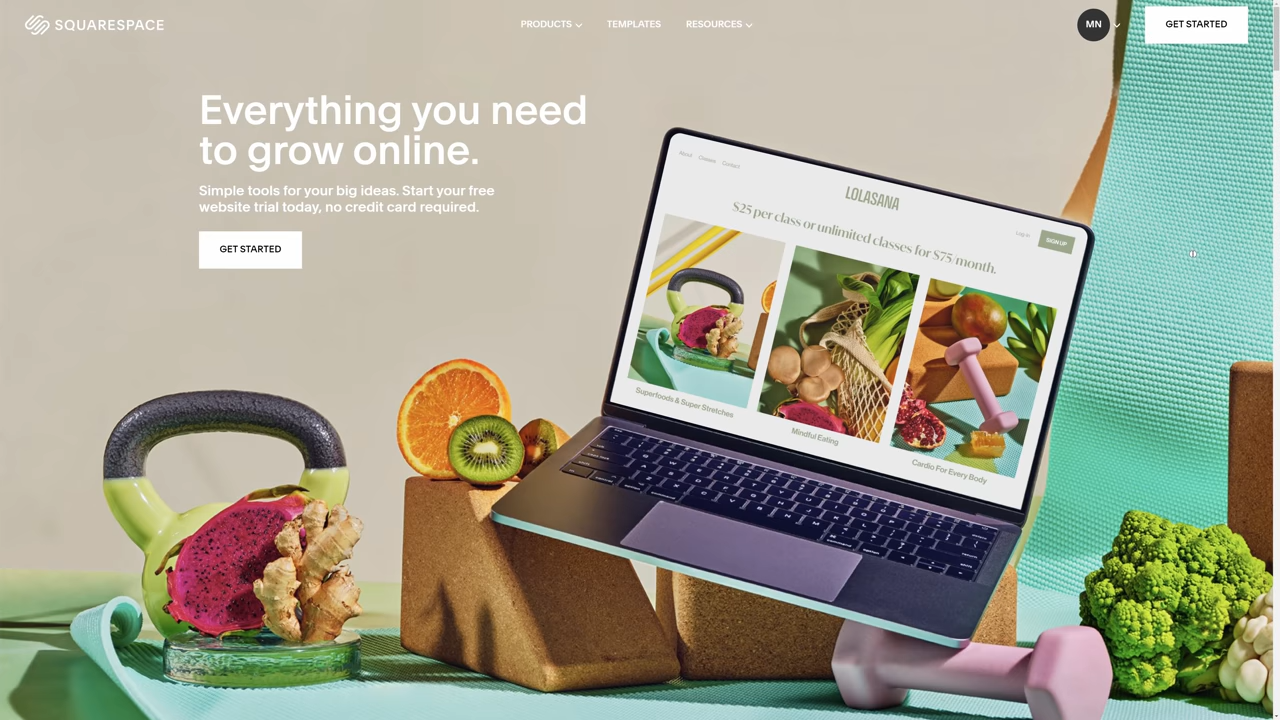 SQUARESPACE
PRODUCTS
TEMPLATES
RESOURCES
MN
GET STARTED
Everything you need
to grow online.
Simple tools for your big ideas. Start your free
website trial today, no credit card required.
GET STARTED
About Classes Contact
LOLASANA
Log in
SIGN UP
$25 per class or unlimited classes for $75/month.
Superfoods & Super Stretches
Mindful Eating
Cardio For Every Body